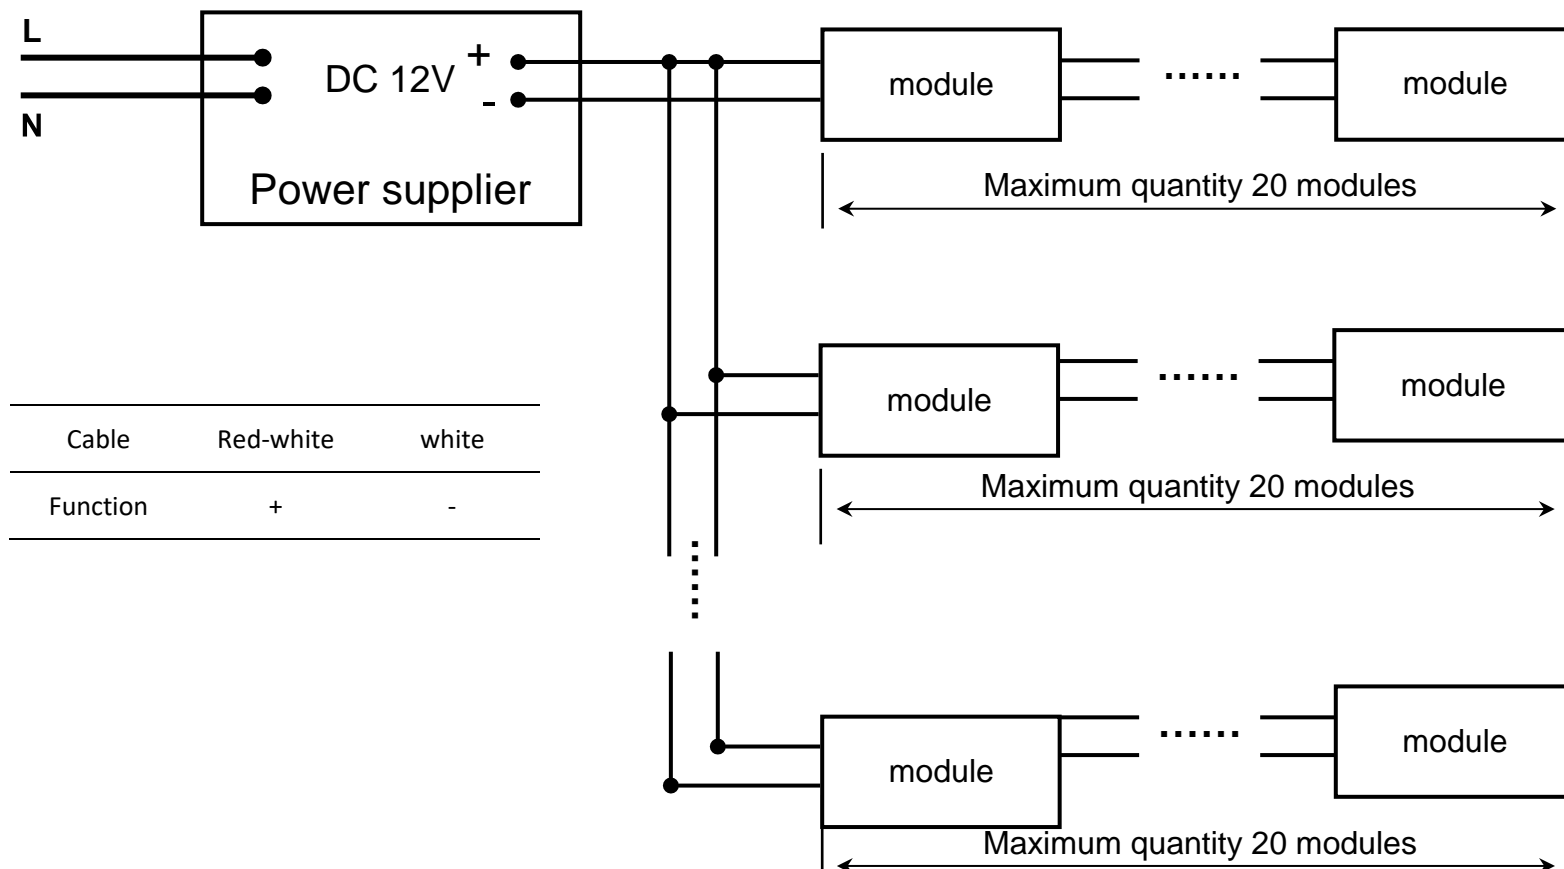 L
N
DC 12V
+
-
Power supplier
module
......
module
Maximum quantity 20 modules
module
......
module
Maximum quantity 20 modules
Cable Red-white white
Function + -
.......
module
......
module
Maximum quantity 20 modules